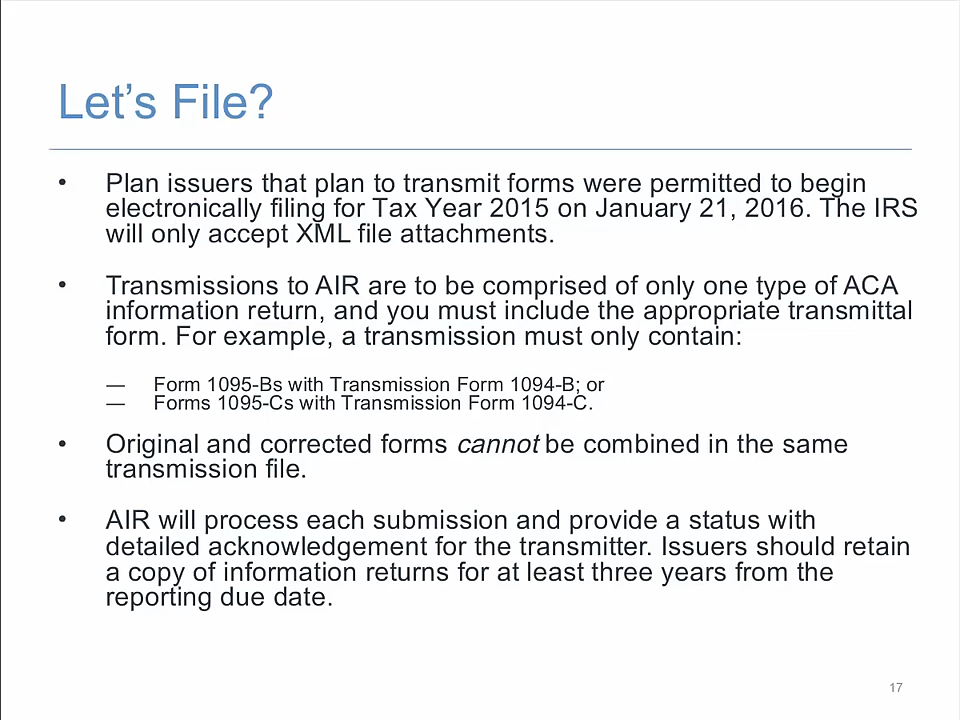 Let’s File?
• Plan issuers that plan to transmit forms were permitted to begin
electronically filing for Tax Year 2015 on January 21, 2016. The IRS
will only accept XML file attachments.
• Transmissions to AIR are to be comprised of only one type of ACA
information return, and you must include the appropriate transmittal
form. For example, a transmission must only contain:
— Form 1095-Bs with Transmission Form 1094-B; or
— Forms 1095-Cs with Transmission Form 1094-C.
• Original and corrected forms cannot be combined in the same
transmission file.
• AIR will process each submission and provide a status with
detailed acknowledgement for the transmitter. Issuers should retain
a copy of information returns for at least three years from the
reporting due date.
17